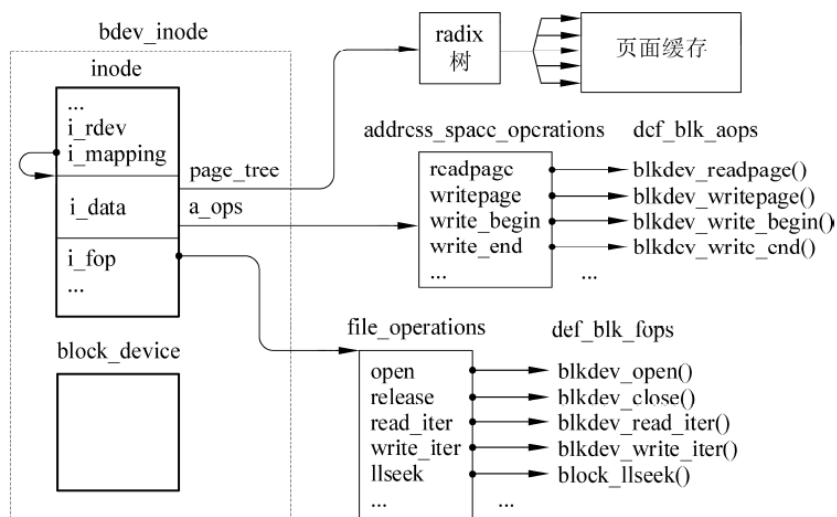 bdev_inode
inode
...
i_rdev
i_mapping
i_data
i_fop
...
block_device
page_tree
a_ops
radix
树
页面缓存
addrcss_spacc_opcrations
rcadpagc
writepage
write_begin
write_end
...
dcf_blk_aops
blkdev_readpage()
blkdev_writepage()
blkdev_write_begin()
blkdcv_writc_cnd()
...
file_operations
open
release
read_iter
write_iter
llseek
...
def_blk_fops
blkdev_open()
blkdev_close()
blkdev_read_iter()
blkdev_write_iter()
block_llseek()
...